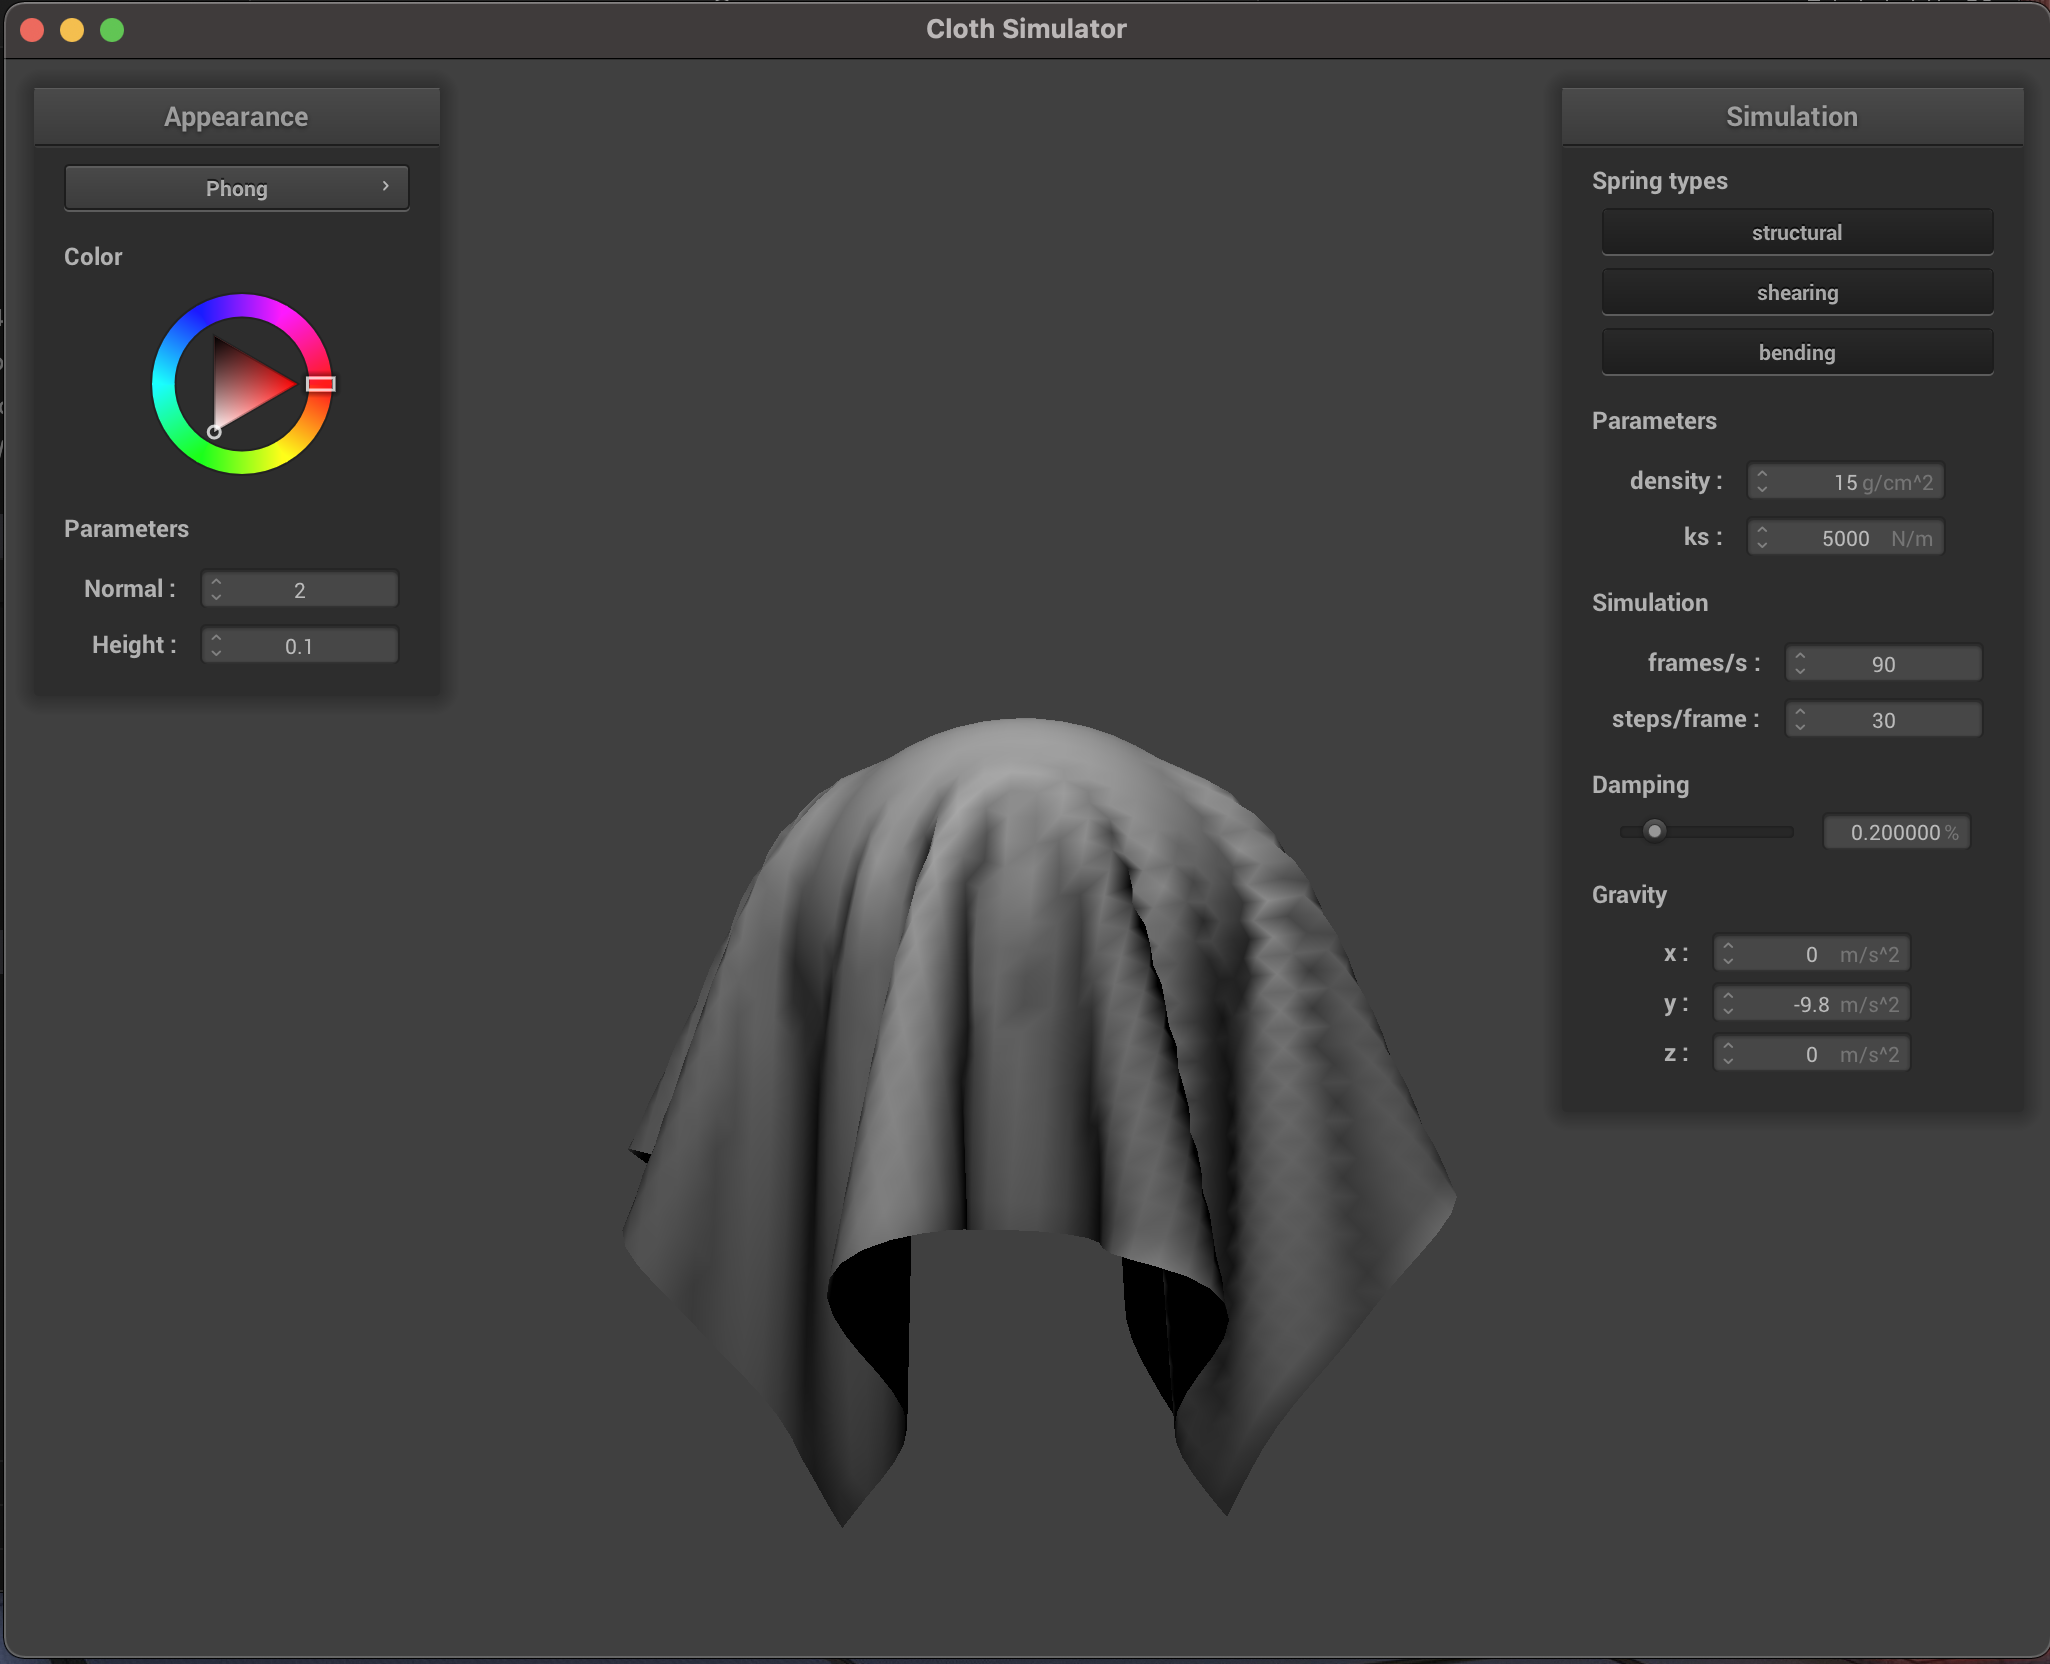 Cloth Simulator
Appearance
Phong
Color
Parameters
Normal : 2
Height : 0.1
Simulation
Spring types
structural
shearing
bending
Parameters
density : 15 g/cm^2
ks : 5000 N/m
Simulation
frames/s : 90
steps/frame : 30
Damping
0.200000 %
Gravity
x : 0 m/s^2
y : -9.8 m/s^2
z : 0 m/s^2